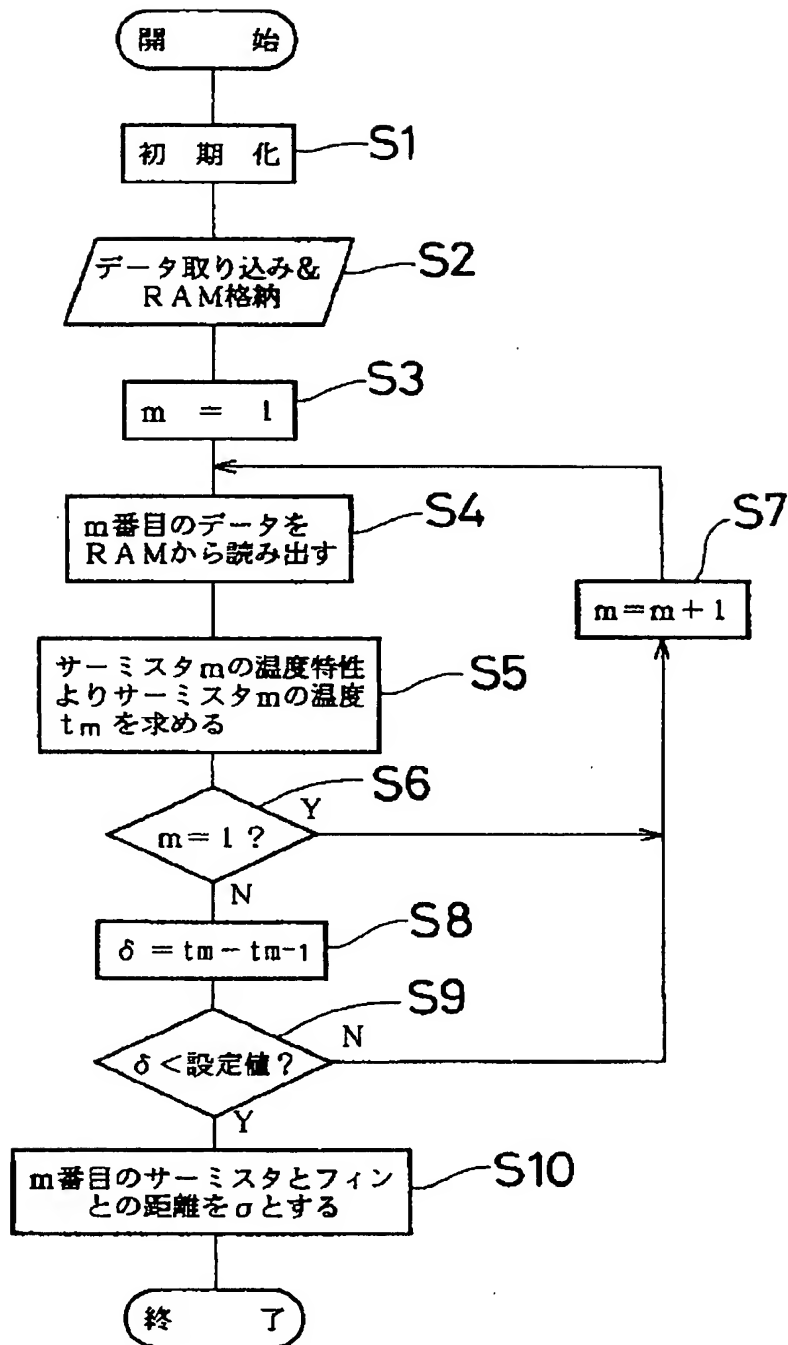 開 始
初 期 化
S1
データ取り込み&
RAM格納
S2
m = 1
S3
m番目のデータを
RAMから読み出す
S4
S7
m=m+1
サーミスタmの温度特性
よりサーミスタmの温度
tmを求める
S5
S6
m=1?
Y
N
δ=tm-tm-1
S8
S9
δ<設定値?
N
Y
m番目のサーミスタとフィン
との距離をσとする
S10
終 了